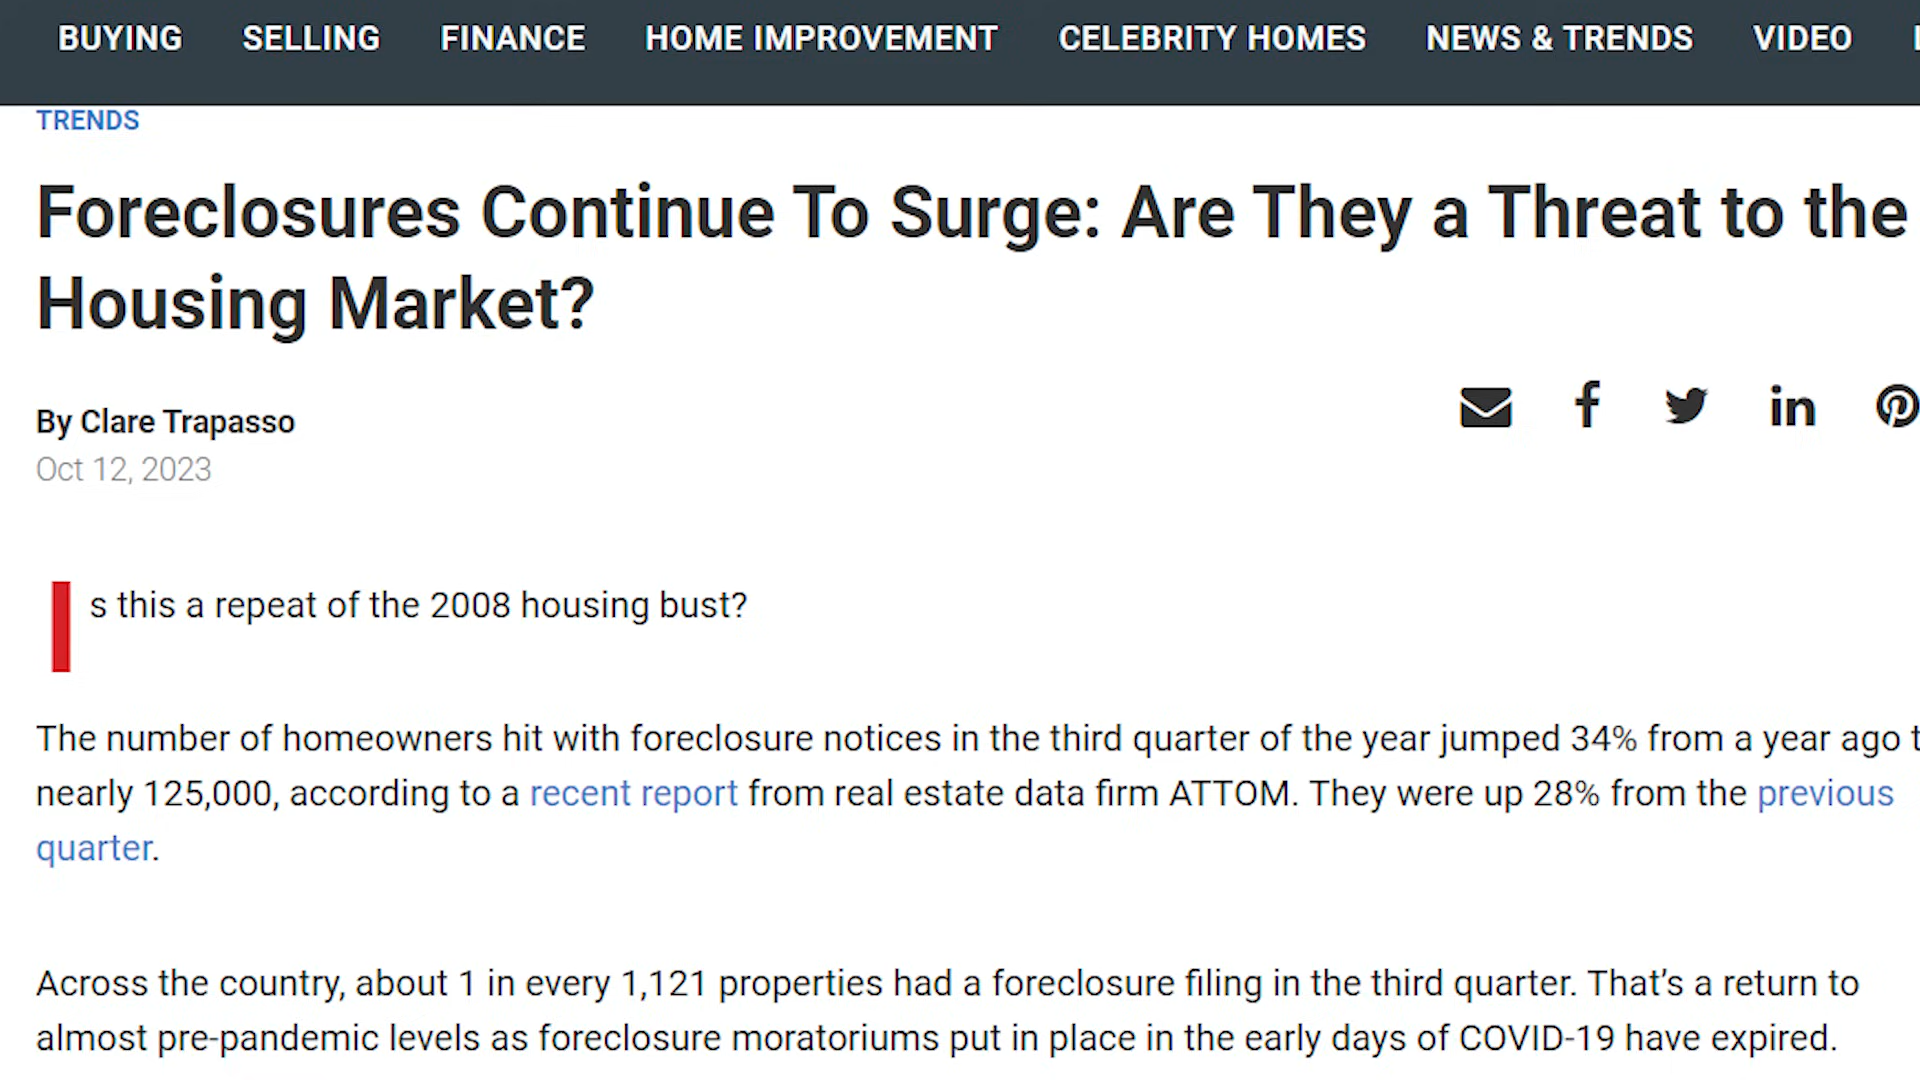 BUYING SELLING FINANCE HOME IMPROVEMENT CELEBRITY HOMES NEWS & TRENDS VIDEO
TRENDS
Foreclosures Continue To Surge: Are They a Threat to the
Housing Market?
By Clare Trapasso
Oct 12, 2023
Is this a repeat of the 2008 housing bust?
The number of homeowners hit with foreclosure notices in the third quarter of the year jumped 34% from a year ago
nearly 125,000, according to a recent report from real estate data firm ATTOM. They were up 28% from the previous
quarter.
Across the country, about 1 in every 1,121 properties had a foreclosure filing in the third quarter. That's a return to
almost pre-pandemic levels as foreclosure moratoriums put in place in the early days of COVID-19 have expired.